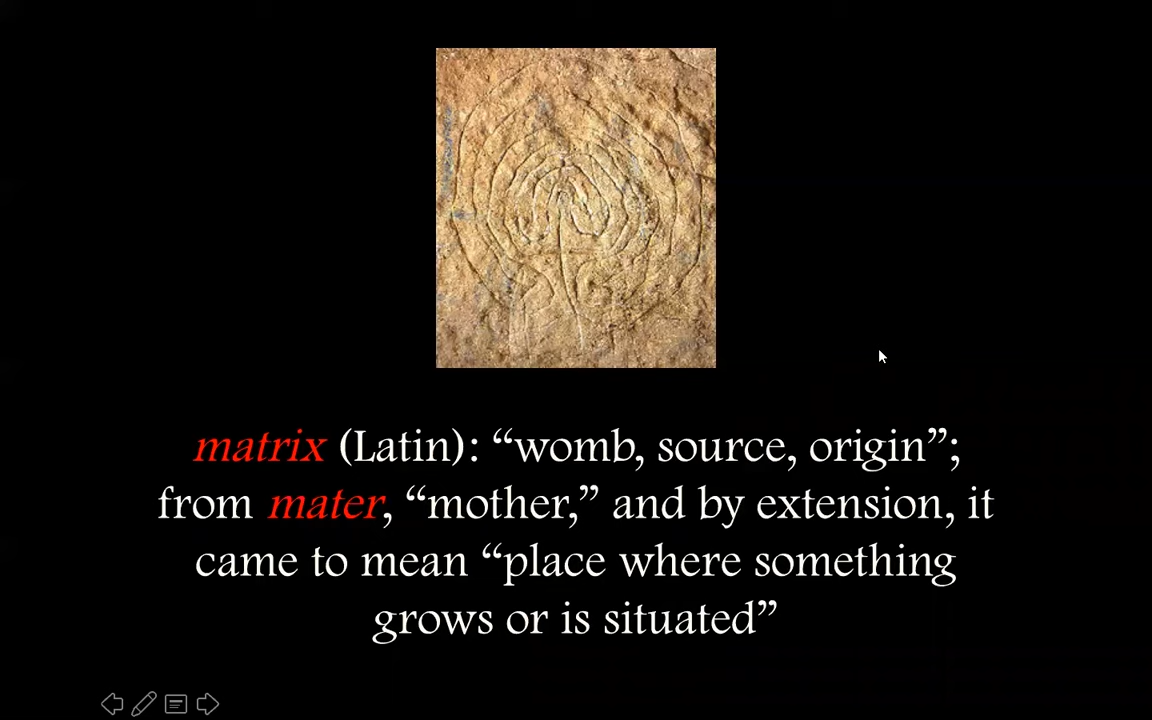 matrix (Latin): “womb, source, origin”;
from mater, “mother,” and by extension, it
came to mean “place where something
grows or is situated”